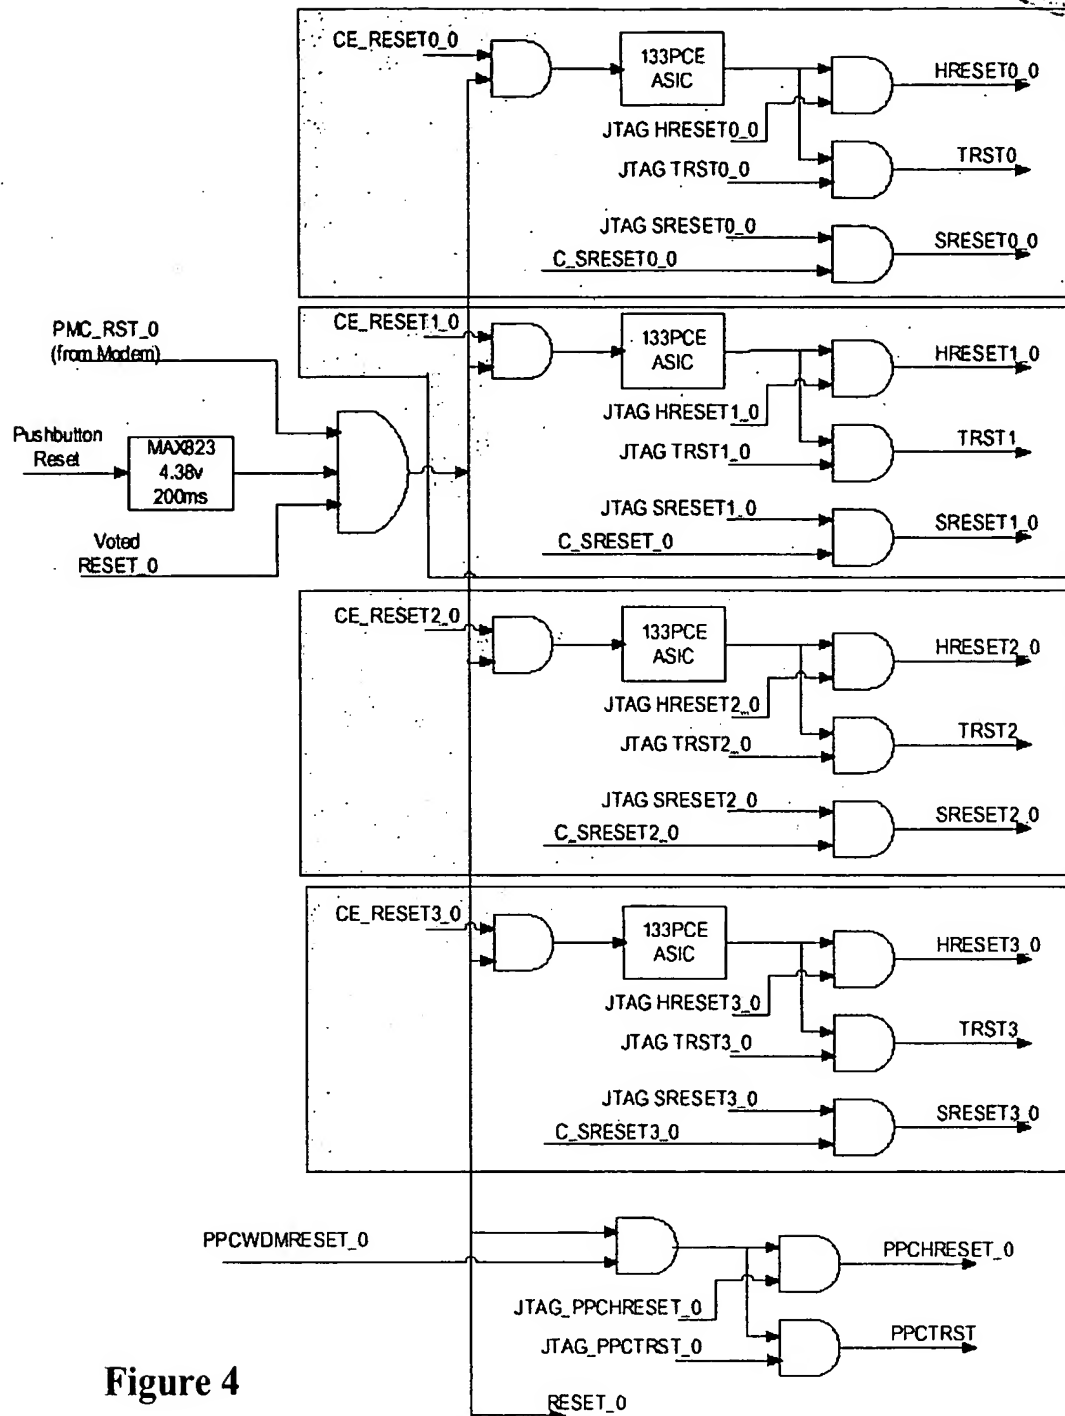 CE_RESET0_0
133PCE
ASIC
HRESET0_0
JTAG HRESET0_0
TRST0
JTAG TRST0_0
JTAG SRESET0_0
SRESET0_0
C_SRESET0_0
PMC_RST_0
(from Modem)
CE_RESET1_0
133PCE
ASIC
HRESET1_0
JTAG HRESET1_0
Pushbutton
Reset
MAX823
4.38v
200ms
TRST1
JTAG TRST1_0
JTAG SRESET1_0
SRESET1_0
C_SRESET_0
Voted
RESET_0
CE_RESET2_0
133PCE
ASIC
HRESET2_0
JTAG HRESET2_0
TRST2
JTAG TRST2_0
JTAG SRESET2_0
SRESET2_0
C_SRESET2_0
CE_RESET3_0
133PCE
ASIC
HRESET3_0
JTAG HRESET3_0
TRST3
JTAG TRST3_0
JTAG SRESET3_0
SRESET3_0
C_SRESET3_0
PPCWDMRESET_0
PPCHRESET_0
JTAG_PPCHRESET_0
PPCTRST
JTAG_PPCTRST_0
Figure 4
RESET_0